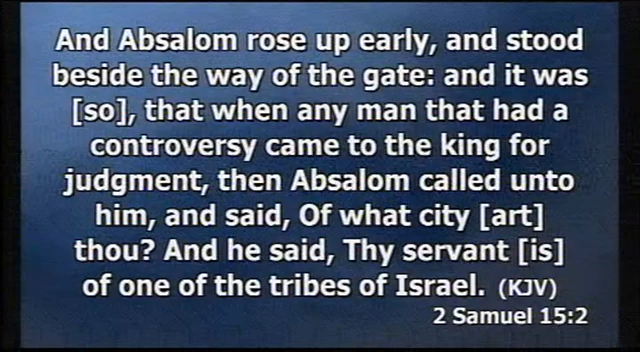 And Absalom rose up early, and stood
beside the way of the gate: and it was
[so], that when any man that had a
controversy came to the king for
judgment, then Absalom called unto
him, and said, Of what city [art]
thou? And he said, Thy servant [is]
of one of the tribes of Israel. (KJV)
2 Samuel 15:2